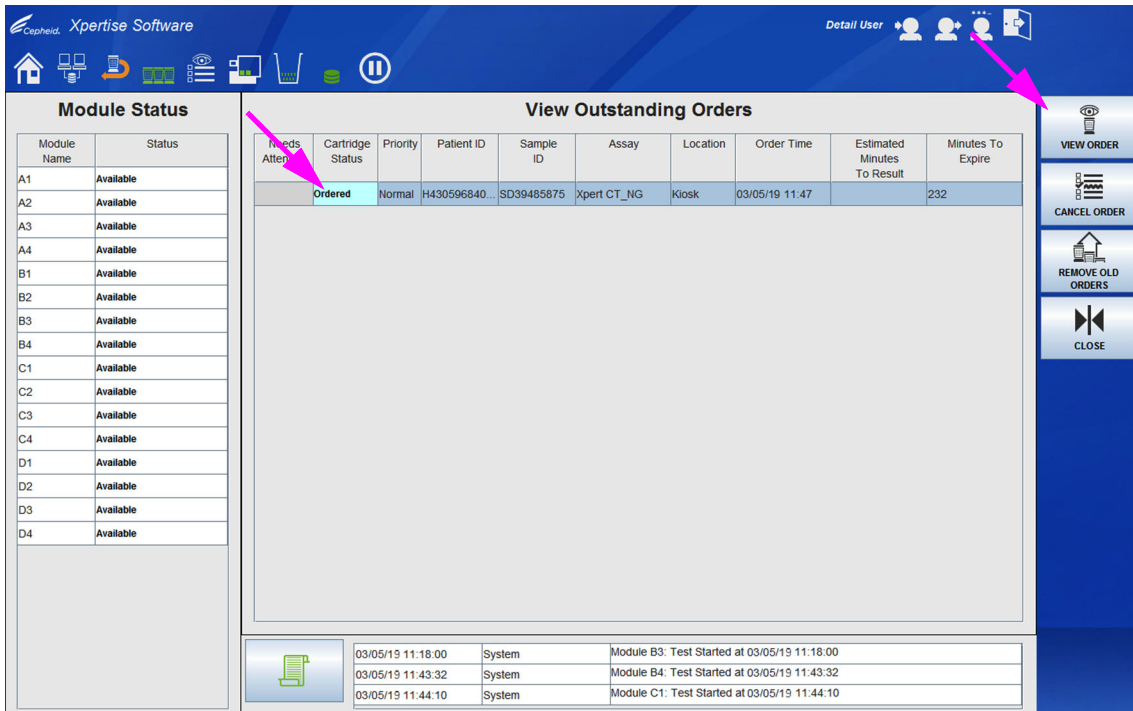 Cepheid. Xpertise Software
Detail User
Module Status
Module Name Status
A1 Available
A2 Available
A3 Available
A4 Available
B1 Available
B2 Available
B3 Available
B4 Available
C1 Available
C2 Available
C3 Available
C4 Available
D1 Available
D2 Available
D3 Available
D4 Available
View Outstanding Orders
Needs Cartridge Priority Patient ID Sample Assay Location Order Time Estimated Minutes To
Status ID Minutes Expire
To Result
Ordered Normal H430596840... SD39485875 Xpert CT_NG Kiosk 03/05/19 11:47 232
03/05/19 11:18:00 System Module B3: Test Started at 03/05/19 11:18:00
03/05/19 11:43:32 System Module B4: Test Started at 03/05/19 11:43:32
03/05/19 11:44:10 System Module C1: Test Started at 03/05/19 11:44:10
VIEW ORDER
CANCEL ORDER
REMOVE OLD
ORDERS
CLOSE